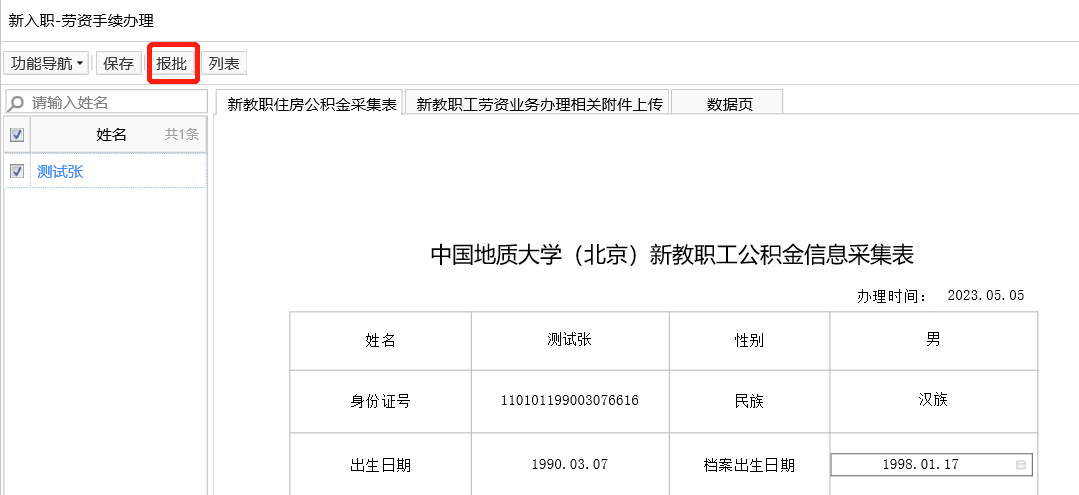 新入职-劳资手续办理
功能导航 保存 报批 列表
请输入姓名
姓名 共1条
测试张
新教职住房公积金采集表 新教职工劳资业务办理相关附件上传 数据页
中国地质大学（北京）新教职工公积金信息采集表
办理时间： 2023.05.05
姓名 测试张 性别 男
身份证号 110101199003076616 民族 汉族
出生日期 1990.03.07 档案出生日期 1998.01.17